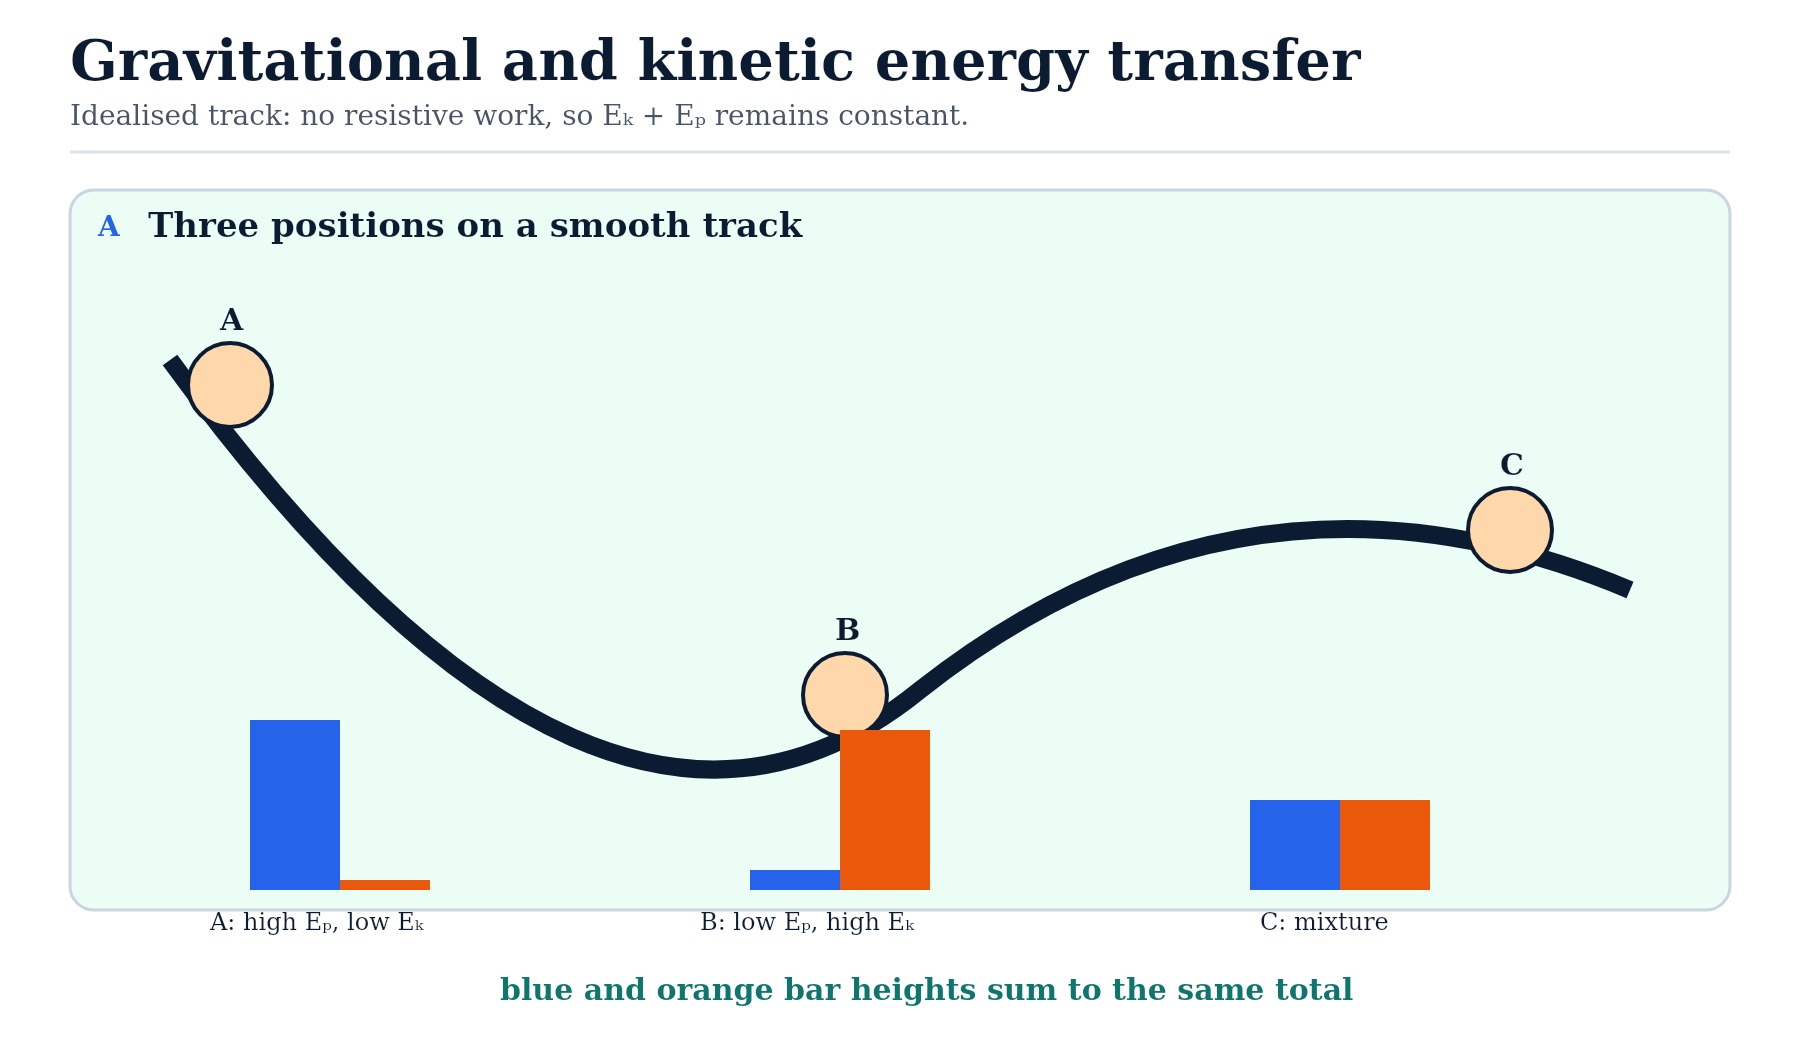 Gravitational and kinetic energy transfer
Idealised track: no resistive work, so Eₖ + Eₚ remains constant.
A Three positions on a smooth track
A
C
B
A: high Eₚ, low Eₖ
B: low Eₚ, high Eₖ
C: mixture
blue and orange bar heights sum to the same total